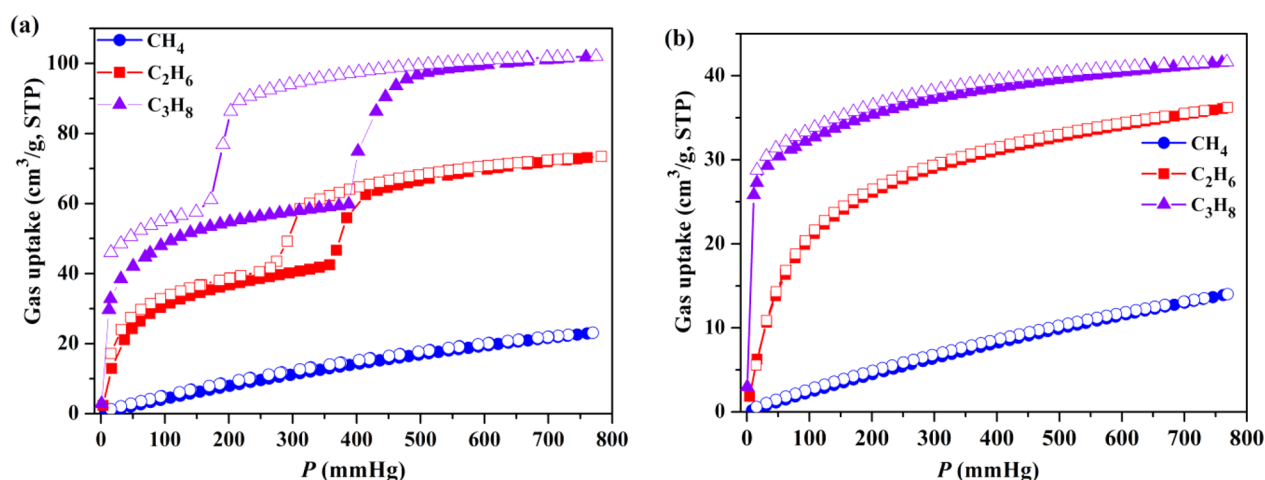 (a)
CH₄
C₂H₆
C₃H₈
Gas uptake (cm³/g, STP)
0
20
40
60
80
100
0 100 200 300 400 500 600 700 800
P (mmHg)
(b)
CH₄
C₂H₆
C₃H₈
Gas uptake (cm³/g, STP)
0
10
20
30
40
0 100 200 300 400 500 600 700 800
P (mmHg)